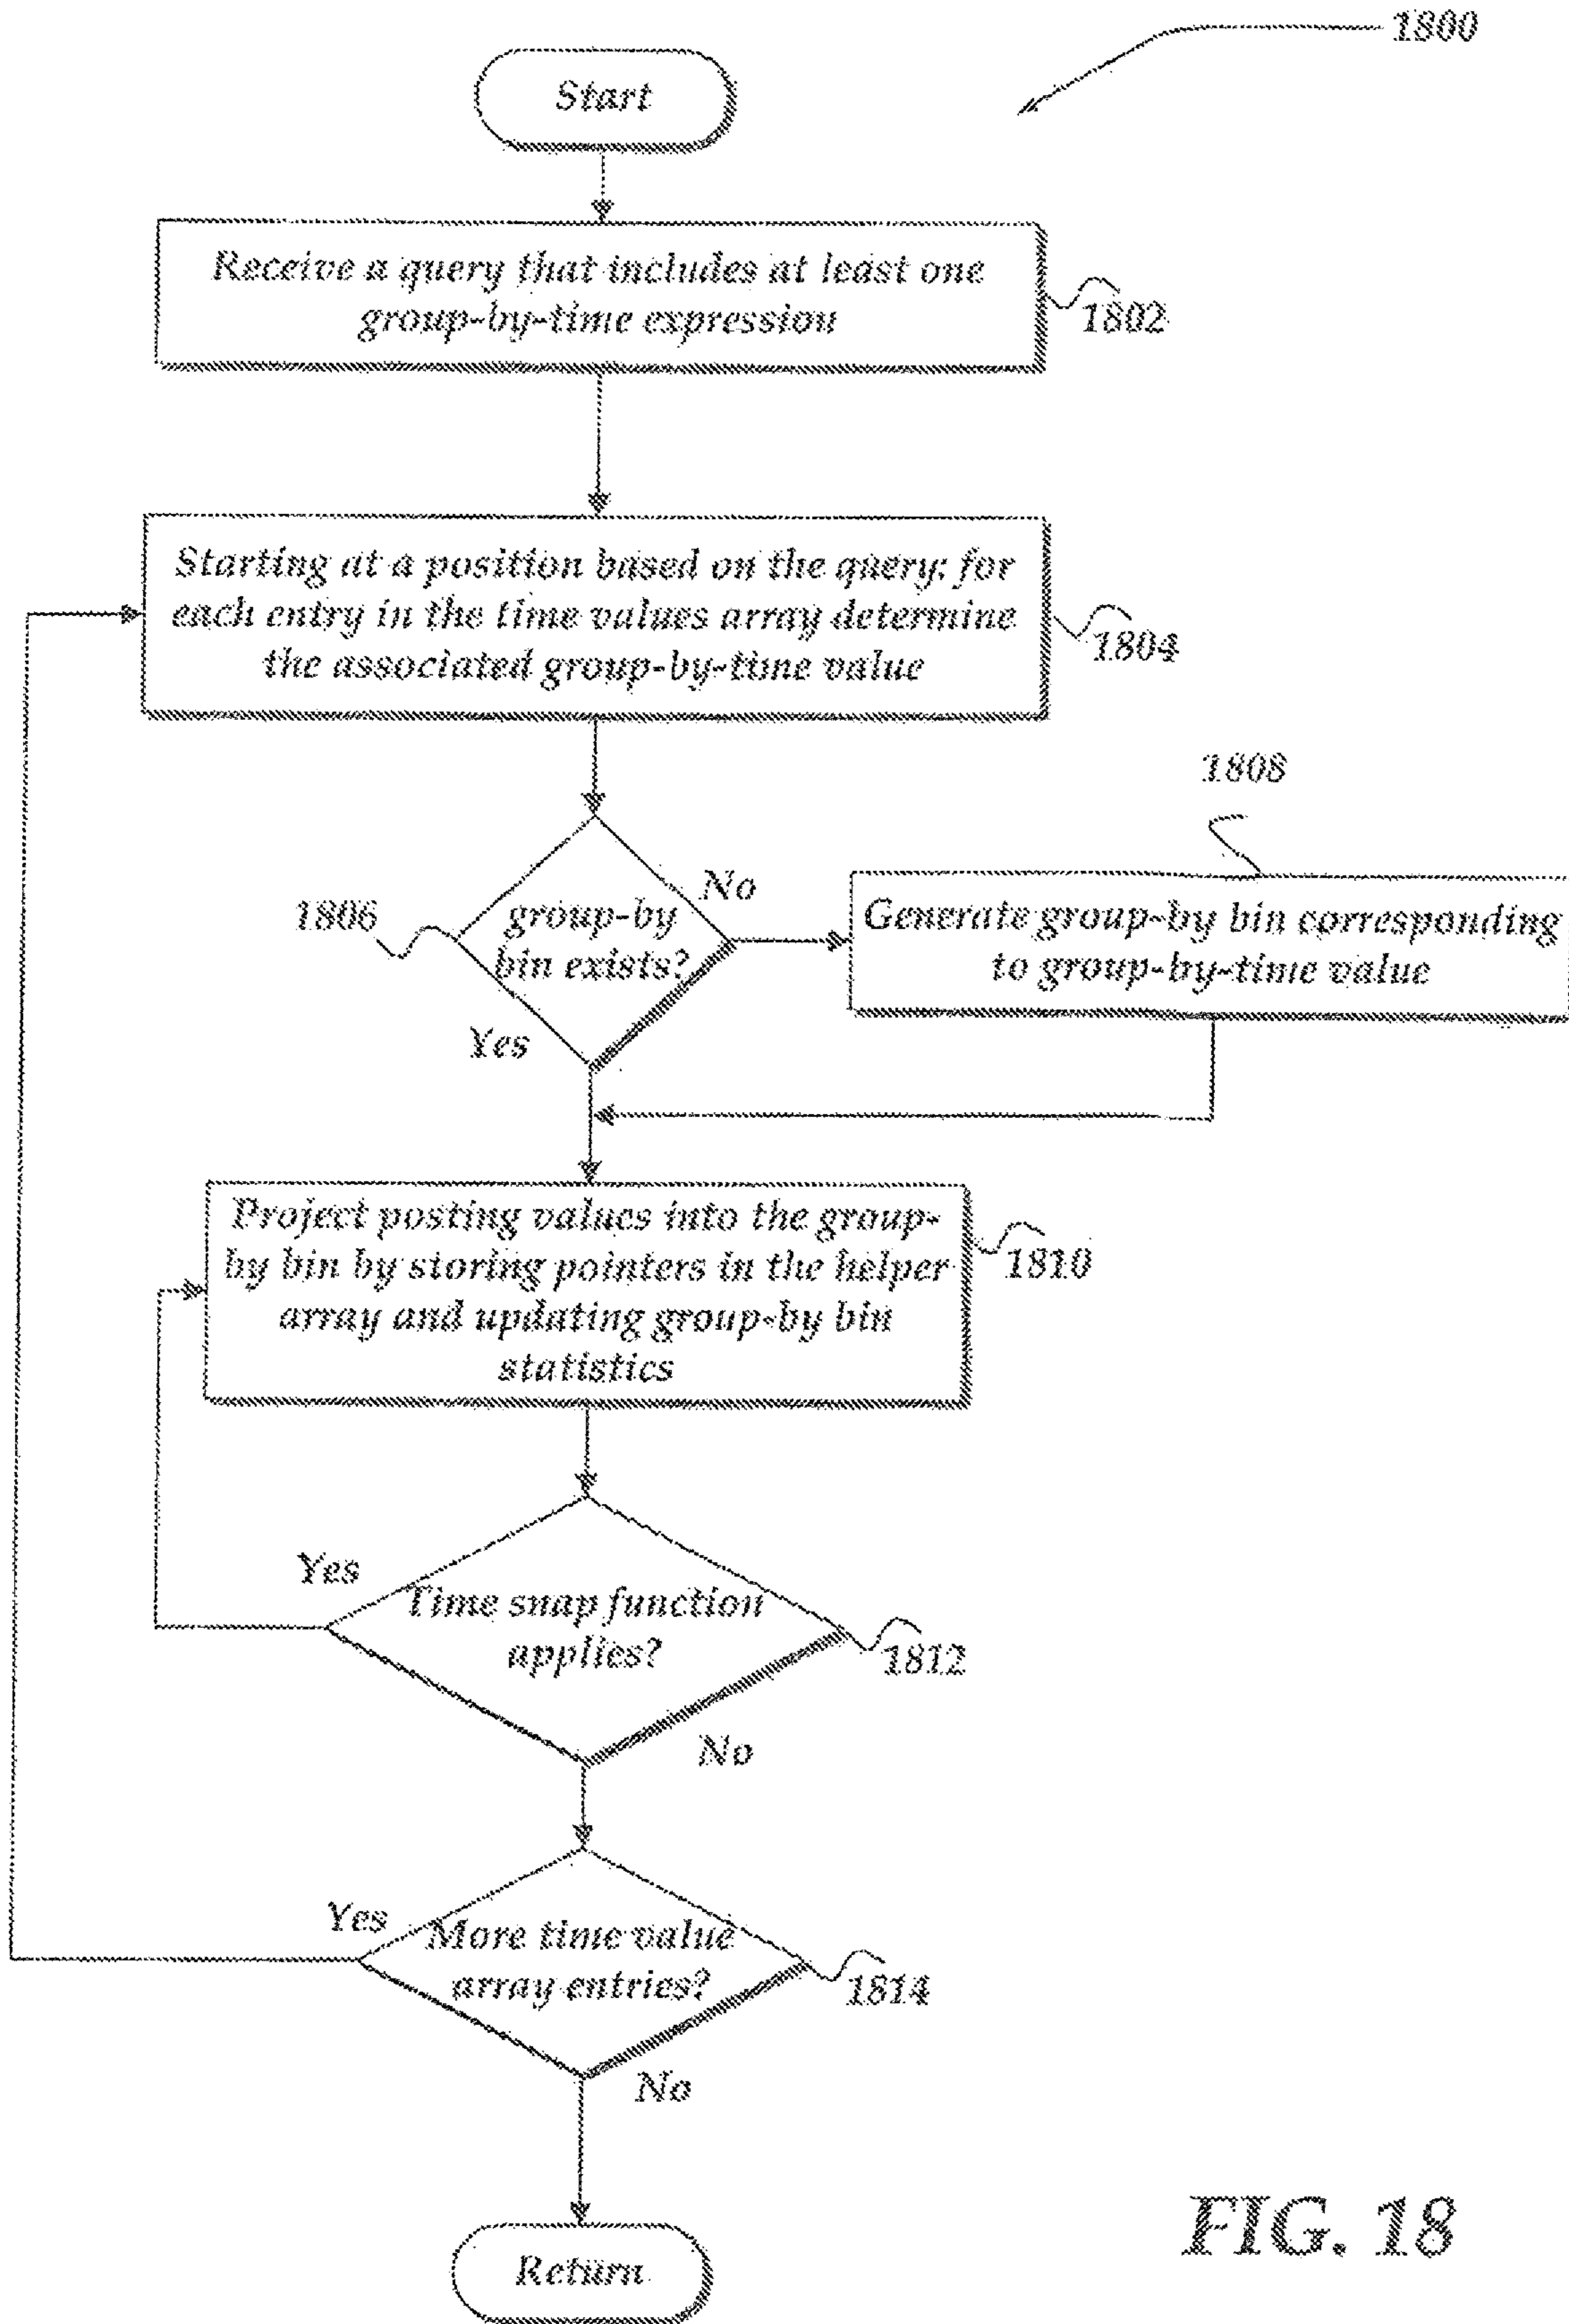 1800
Start
Receive a query that includes at least one
group-by-time expression
1802
Starting at a position based on the query: for
each entry in the time values array determine
the associated group-by-time value
1804
1806
group-by
bin exists?
No
Yes
1808
Generate group-by bin corresponding
to group-by-time value
Project posting values into the group-
by bin by storing pointers in the helper
array and updating group-by bin
statistics
1810
Yes
Time snap function
applies?
1812
No
Yes
More time value
array entries?
1814
No
Return
FIG. 18